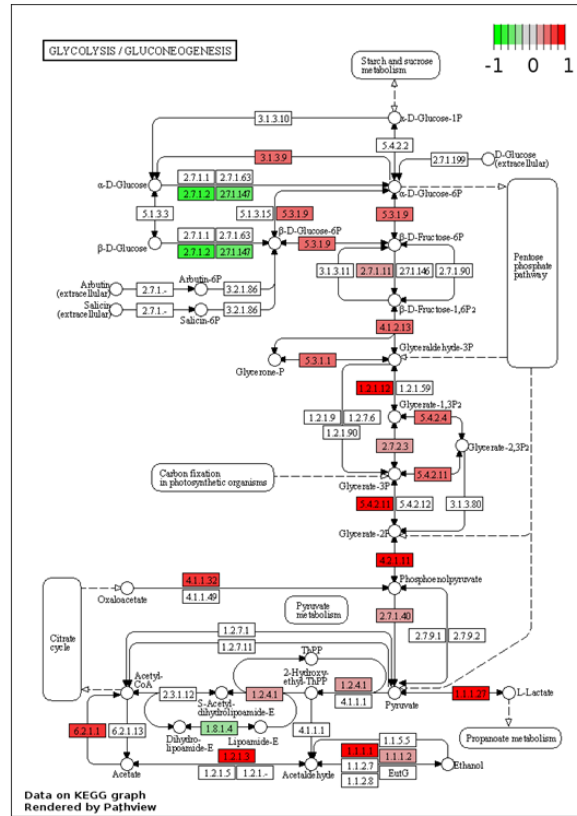 GLYCOLYSIS / GLUCONEOGENESIS
-1 0 1
Starch and sucrose
metabolism
3.1.3.10
α-D-Glucose-1P
5.4.2.2
3.1.3.9
D-Glucose
(extracellular)
2.7.1.199
2.7.1.1 2.7.1.63
α-D-Glucose
α-D-Glucose-6P
2.7.1.2 2.7.1.147
5.1.3.3
5.1.3.15 5.3.1.9
5.3.1.9
2.7.1.1 2.7.1.63
β-D-Glucose-6P
β-D-Fructose-6P
β-D-Glucose
5.3.1.9
2.7.1.2 2.7.1.147
Pentose
phosphate
pathway
3.1.3.11 2.7.1.11 2.7.1.146 2.7.1.90
Arbutin
(extracellular)
2.7.1.-
Arbutin-6P
3.2.1.86
Salicin
(extracellular)
2.7.1.-
Salicin-6P
3.2.1.86
β-D-Fructose-1,6P2
4.1.2.13
Glyceraldehyde-3P
5.3.1.1
Glycerone-P
1.2.1.12 1.2.1.59
Glycerate-1,3P2
1.2.1.9 1.2.7.6
5.4.2.4
1.2.1.90
2.7.2.3
Glycerate-2,3P2
Carbon fixation
in photosynthetic organisms
5.4.2.11
Glycerate-3P
5.4.2.11 5.4.2.12 3.1.3.80
Glycerate-2P
4.2.1.11
4.1.1.32
Oxaloacetate
4.1.1.49
Phosphoenolpyruvate
Pyruvate
metabolism
2.7.1.40
Citrate
cycle
1.2.7.1
1.2.7.11
2.7.9.1 2.7.9.2
ThPP
Acetyl-
CoA
2-Hydroxy-
ethyl-ThPP
2.3.1.12
1.2.4.1
1.2.4.1
4.1.1.1
S-Acetyl-
dihydrolipoamide-E
Pyruvate
1.1.1.27
L-Lactate
6.2.1.1 6.2.1.13
1.8.1.4
Dihydro-
lipoamide-E
Lipoamide-E
4.1.1.1
Propanoate metabolism
Acetate
1.2.1.3
1.2.1.5 1.2.1.-
Acetaldehyde
1.1.5.5
1.1.1.1 1.1.1.2
1.1.2.7 EutG
1.1.2.8
Ethanol
Data on KEGG graph
Rendered by Pathview